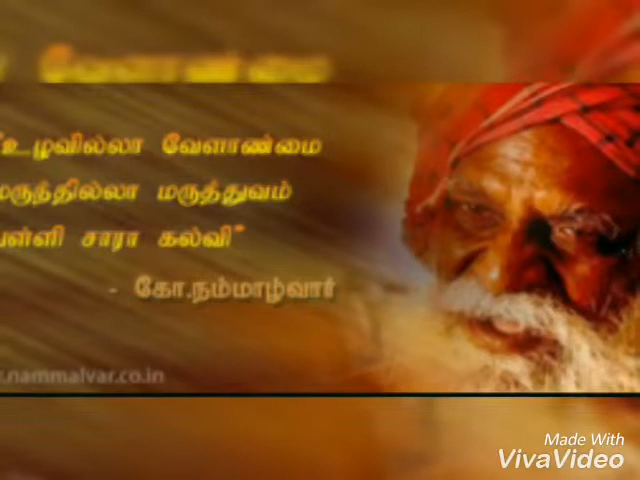 வேளாண்மை
உழவில்லா வேளாண்மை
மருந்தில்லா மருத்துவம்
பள்ளி சாரா கல்வி"
- கோ.நம்மாழ்வார்
.nammalvar.co.in
Made With
VivaVideo